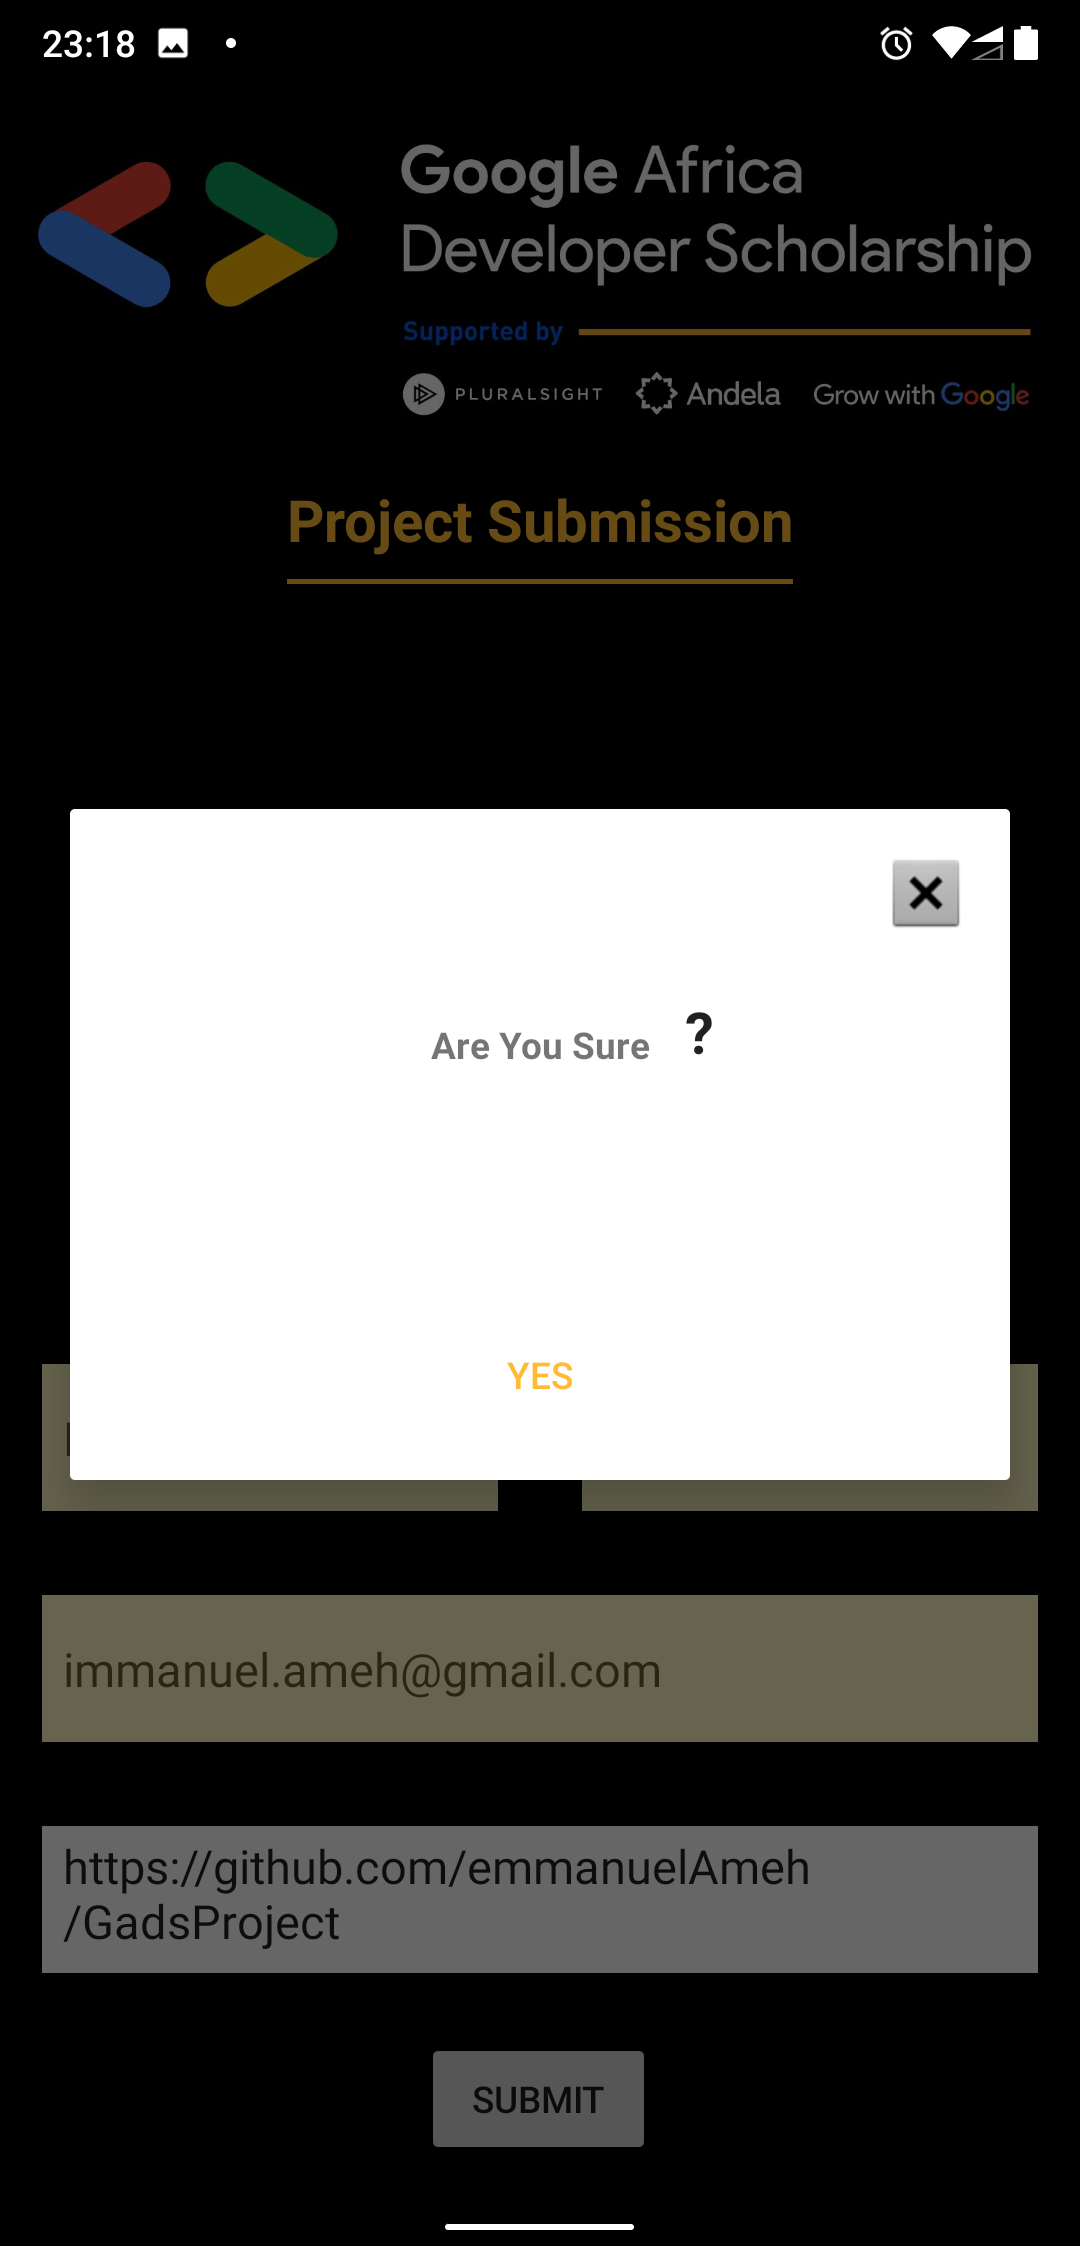 23:18
Google Africa
Developer Scholarship
Supported by
PLURALSIGHT Andela Grow with Google
Project Submission
Are You Sure ?
YES
immanuel.ameh@gmail.com
https://github.com/emmanuelAmeh
/GadsProject
SUBMIT